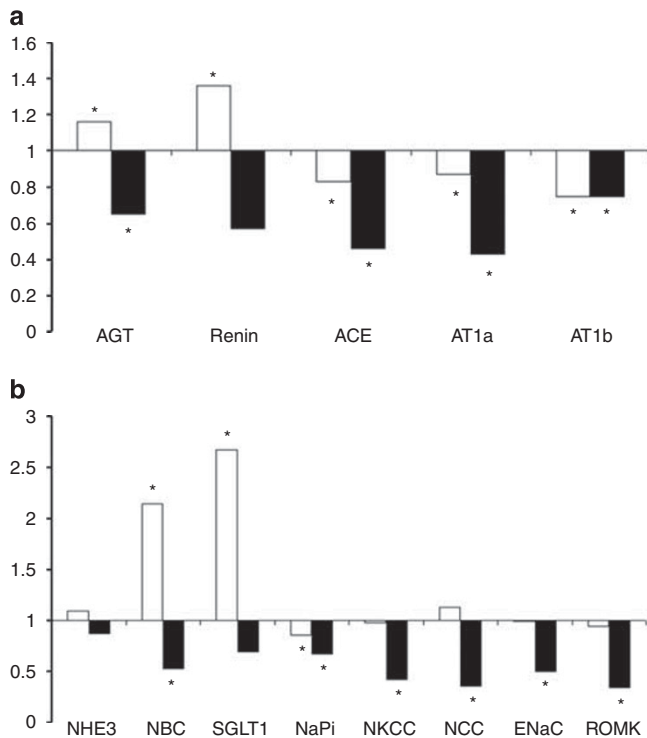 a
1.6
1.4
1.2
1
0.8
0.6
0.4
0.2
0
* * * * * * * * *
AGT Renin ACE AT1a AT1b
b
3
2.5
2
1.5
1
0.5
0
* * * * * * * * *
NHE3 NBC SGLT1 NaPi NKCC NCC ENaC ROMK